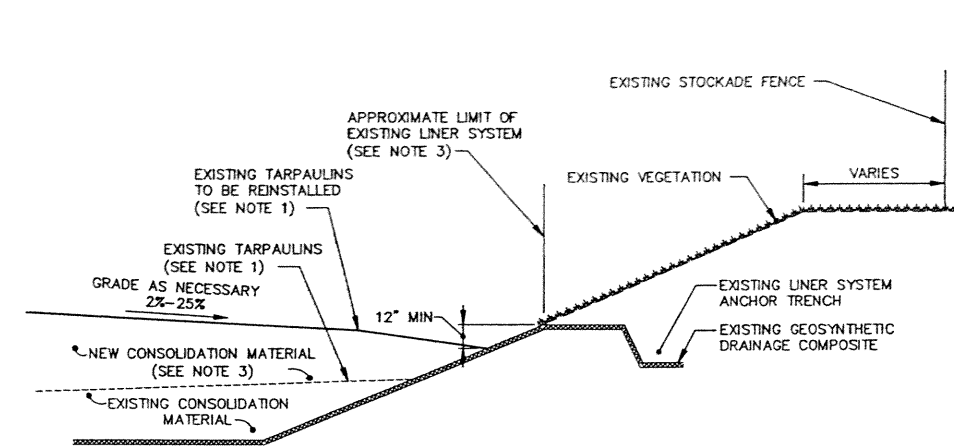 EXISTING STOCKADE FENCE
APPROXIMATE LIMIT OF
EXISTING LINER SYSTEM
(SEE NOTE 3)
EXISTING TARPAULINS
TO BE REINSTALLED
(SEE NOTE 1)
EXISTING VEGETATION
VARIES
EXISTING TARPAULINS
(SEE NOTE 1)
GRADE AS NECESSARY
2%-25%
12" MIN
EXISTING LINER SYSTEM
ANCHOR TRENCH
EXISTING GEOSYNTHETIC
DRAINAGE COMPOSITE
NEW CONSOLIDATION MATERIAL
(SEE NOTE 3)
EXISTING CONSOLIDATION
MATERIAL